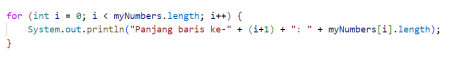 for (int i = 0; i < myNumbers.length; i++) {
    System.out.println("Panjang baris ke-" + (i+1) + ": " + myNumbers[i].length);
}